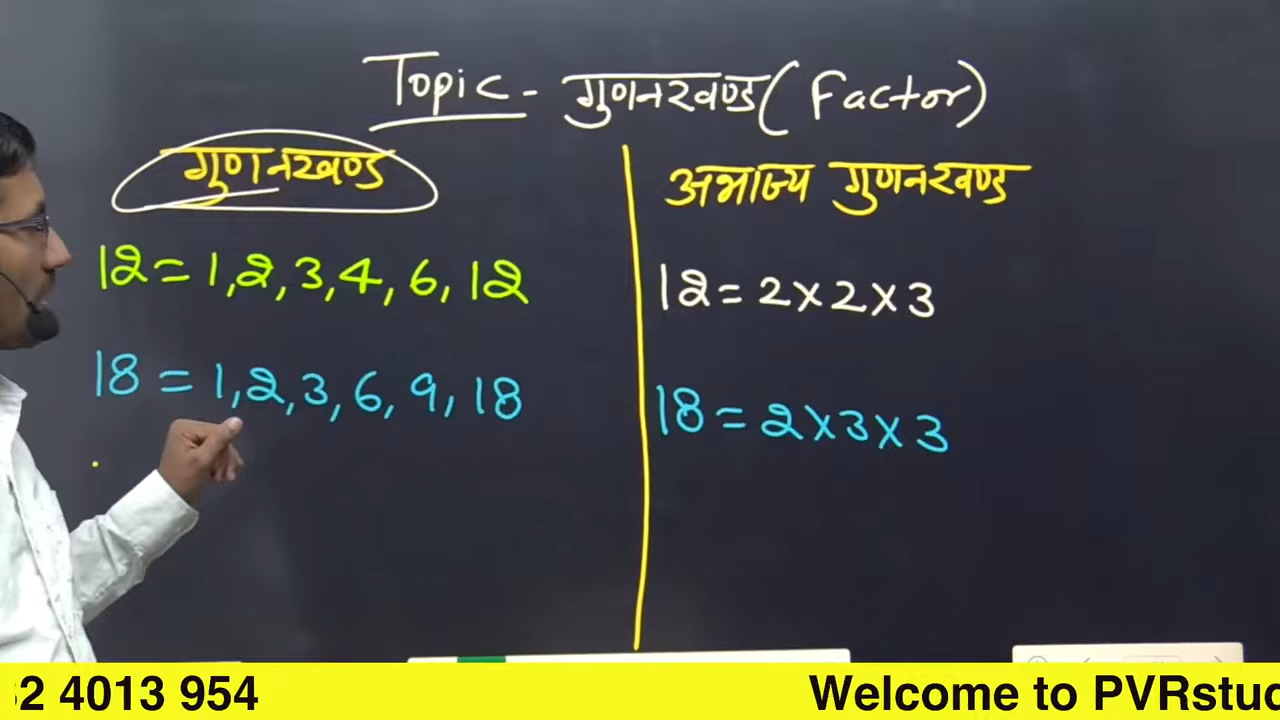 Topic - गुणनखण्ड ( Factor )
गुणनखण्ड
12 = 1, 2, 3, 4, 6, 12
18 = 1, 2, 3, 6, 9, 18
अभाज्य गुणनखण्ड
12 = 2 × 2 × 3
18 = 2 × 3 × 3
2 4013 954
Welcome to PVRstud